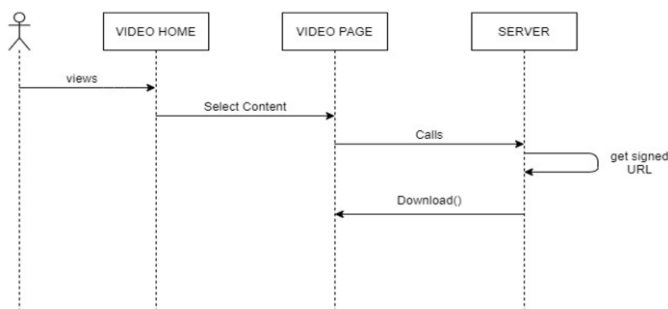 VIDEO HOME
VIDEO PAGE
SERVER
views
Select Content
Calls
get signed
URL
Download()